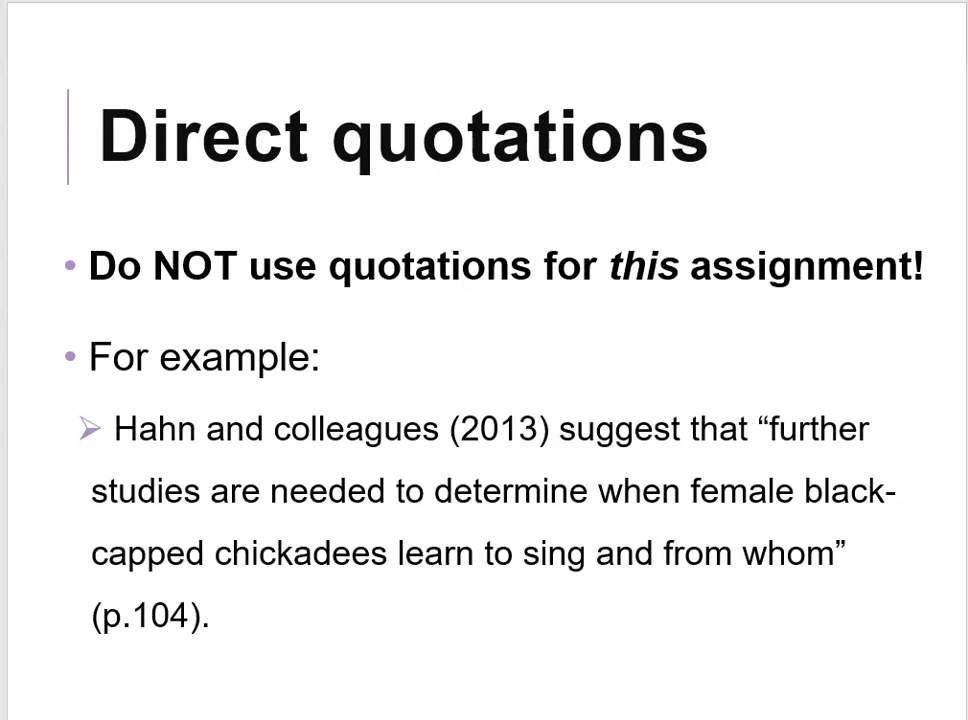 Direct quotations
• Do NOT use quotations for this assignment!
• For example:
➢ Hahn and colleagues (2013) suggest that “further
studies are needed to determine when female black-
capped chickadees learn to sing and from whom”
(p.104).